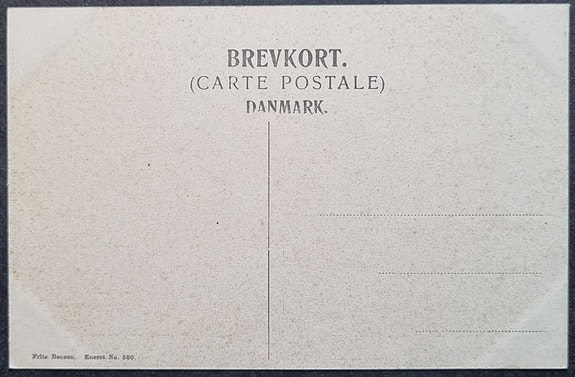 BREVKORT.
(CARTE POSTALE)
DANMARK.
Fritz Benzen. Eneret No. 580.